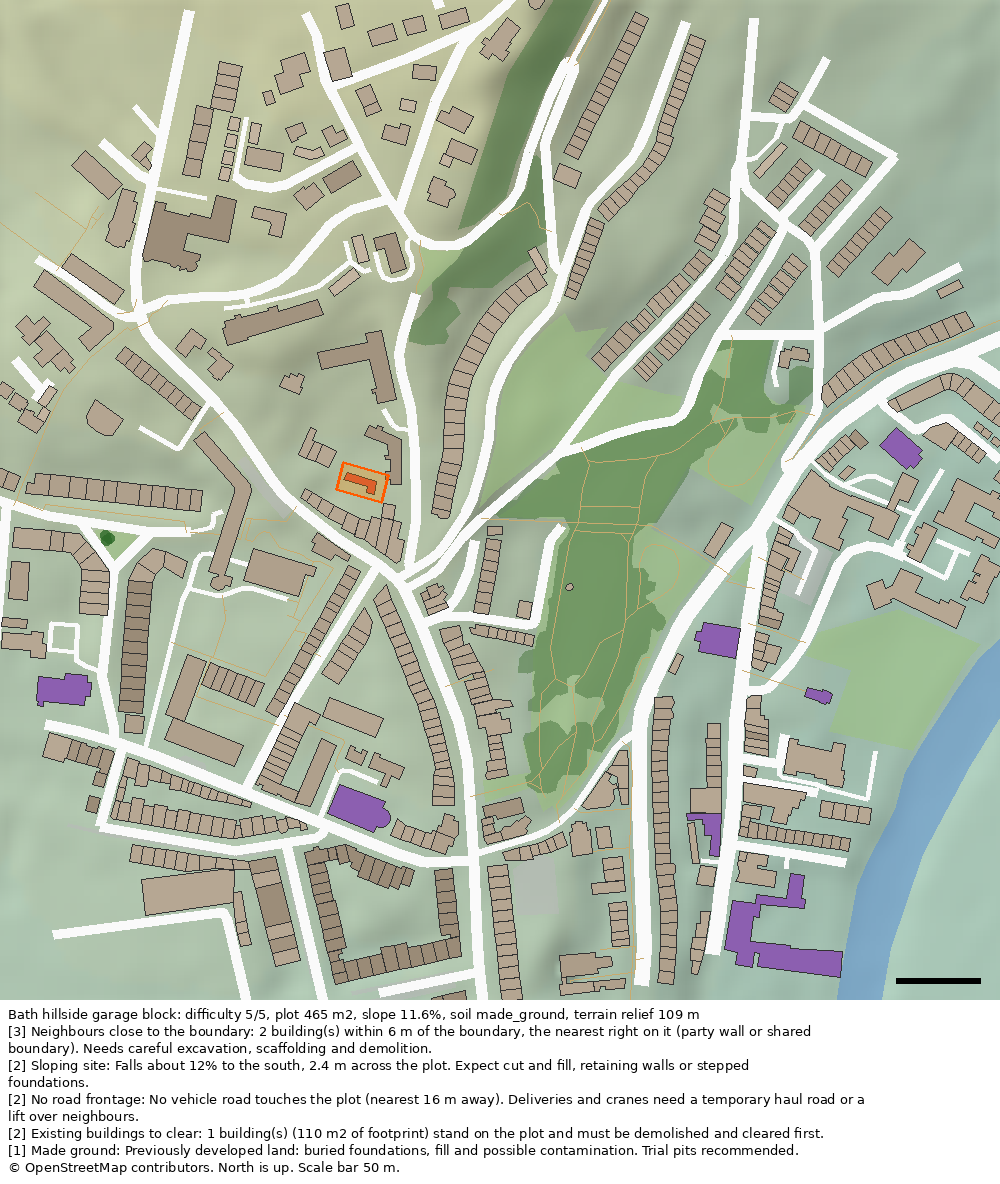 Bath hillside garage block: difficulty 5/5, plot 465 m2, slope 11.6%, soil made_ground, terrain relief 109 m
[3] Neighbours close to the boundary: 2 building(s) within 6 m of the boundary, the nearest right on it (party wall or shared
boundary). Needs careful excavation, scaffolding and demolition.
[2] Sloping site: Falls about 12% to the south, 2.4 m across the plot. Expect cut and fill, retaining walls or stepped
foundations.
[2] No road frontage: No vehicle road touches the plot (nearest 16 m away). Deliveries and cranes need a temporary haul road or a
lift over neighbours.
[2] Existing buildings to clear: 1 building(s) (110 m2 of footprint) stand on the plot and must be demolished and cleared first.
[1] Made ground: Previously developed land: buried foundations, fill and possible contamination. Trial pits recommended.
© OpenStreetMap contributors. North is up. Scale bar 50 m.